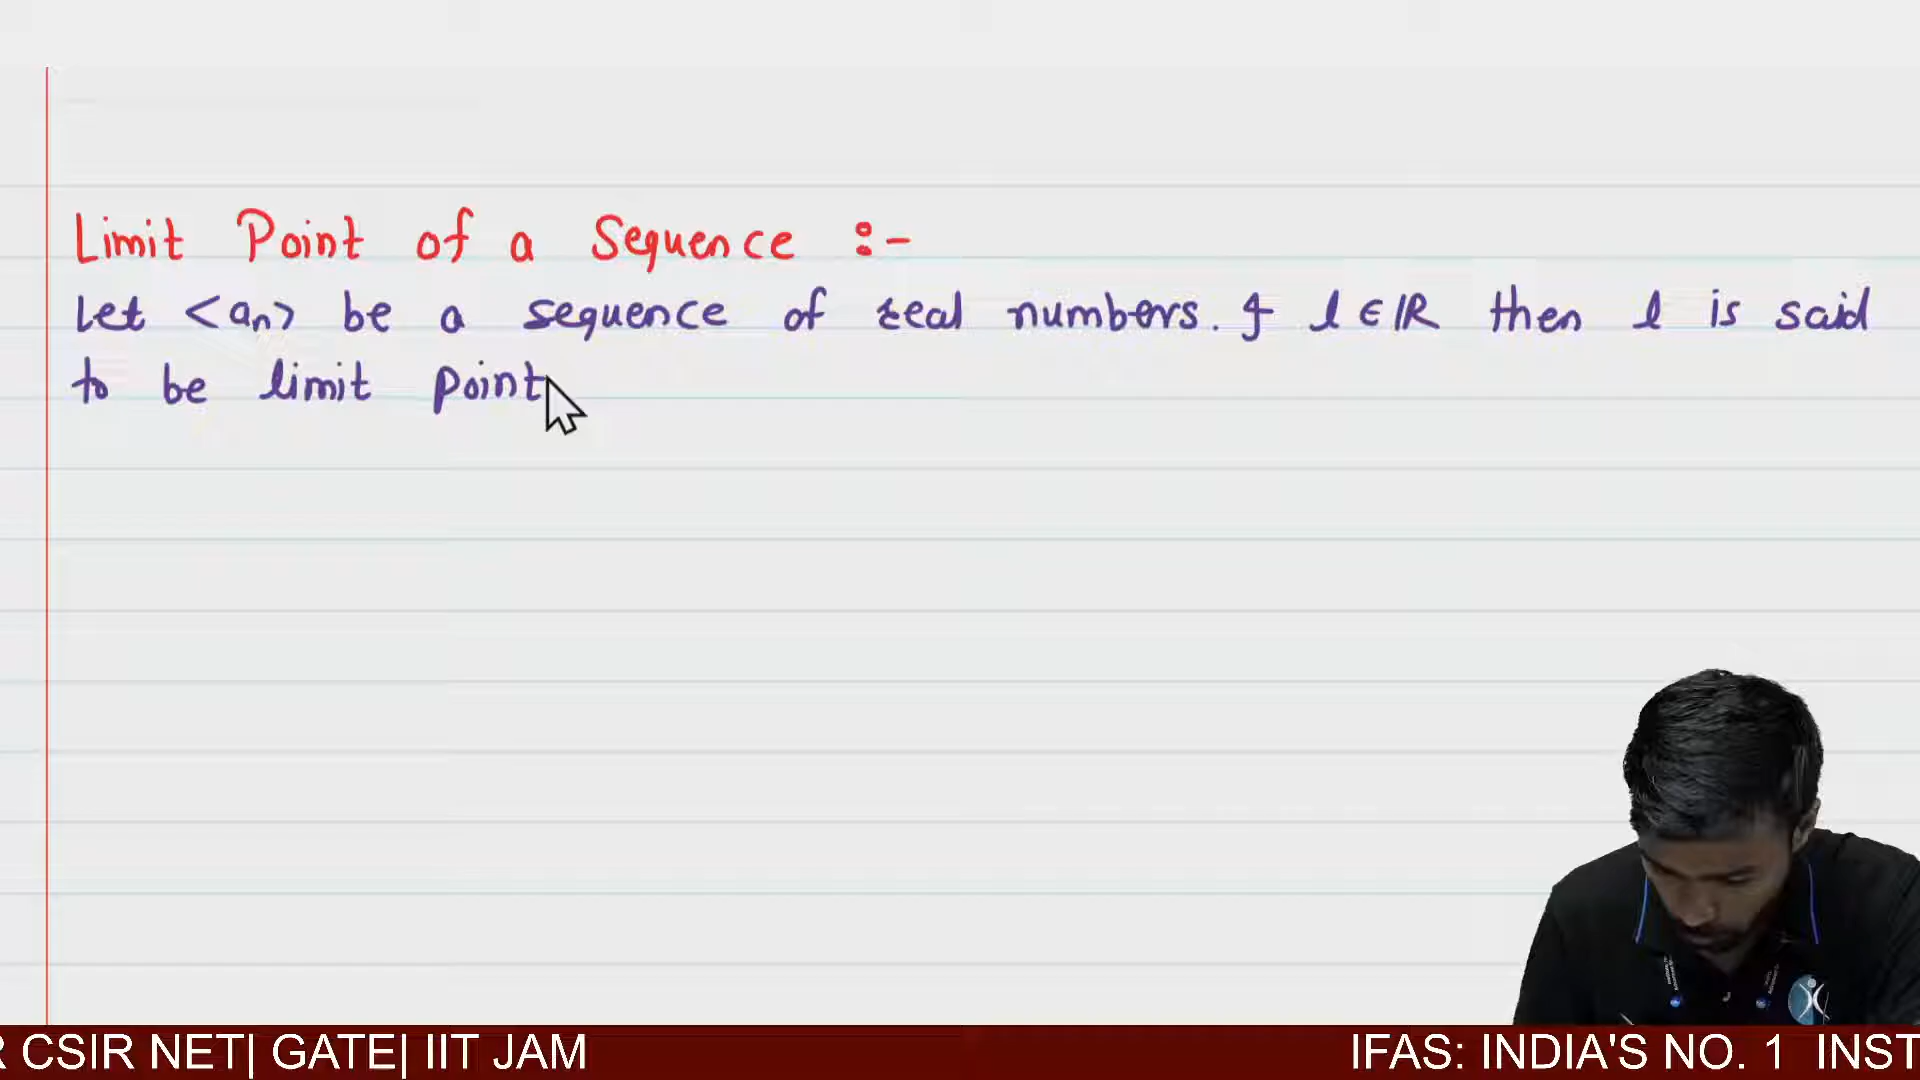 Limit Point of a Sequence :-
Let <an> be a sequence of real numbers. If l ∈ IR then l is said
to be limit point
R CSIR NET| GATE| IIT JAM IFAS: INDIA'S NO. 1 INST